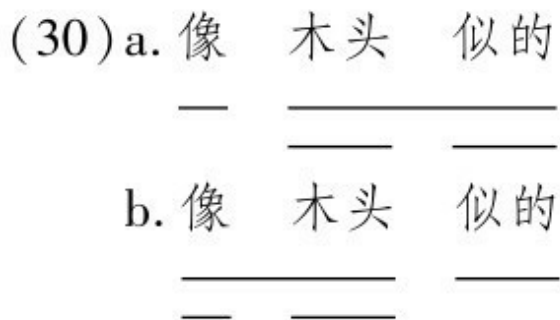 (30)a. 像 木头 似的
b. 像 木头 似的